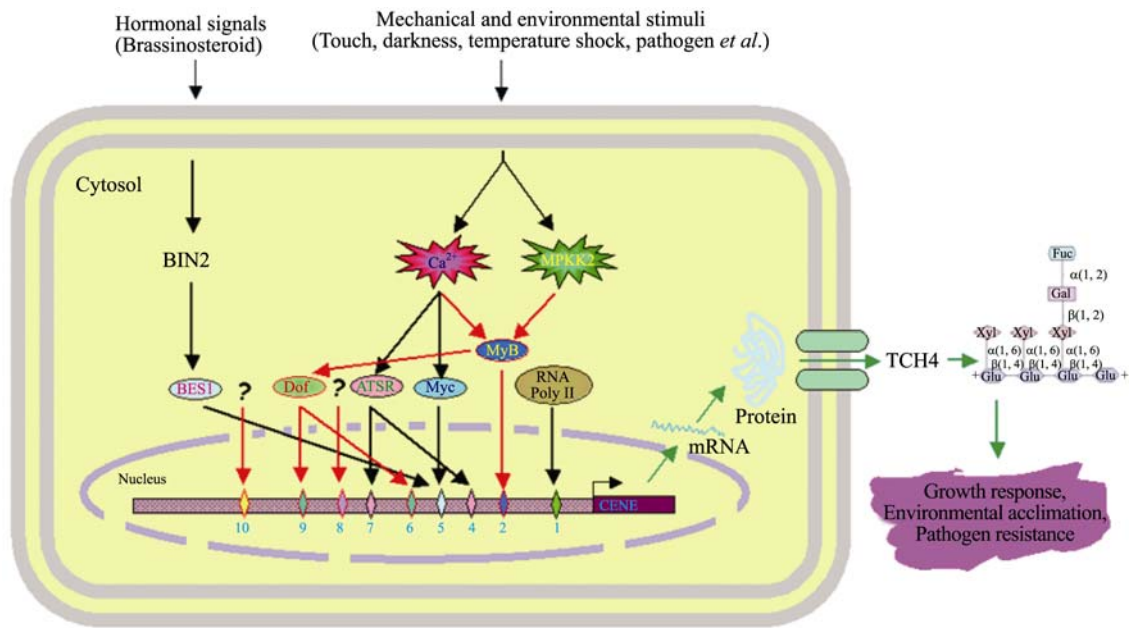 Hormonal signals
(Brassinosteroid)
Mechanical and environmental stimuli
(Touch, darkness, temperature shock, pathogen et al.)
Cytosol
BIN2
Ca2+
MPKK2
MyB
BES1
?
Dof
?
ATSR
Myc
RNA
Poly II
Protein
mRNA
Nucleus
CENE
10
9
8
7
6
5
4
2
1
TCH4
Fuc
α(1, 2)
Gal
β(1, 2)
Xyl Xyl Xyl
α(1, 6) α(1, 6) α(1, 6)
β(1, 4) β(1, 4) β(1, 4)
+Glu Glu Glu Glu +
Growth response,
Environmental acclimation,
Pathogen resistance